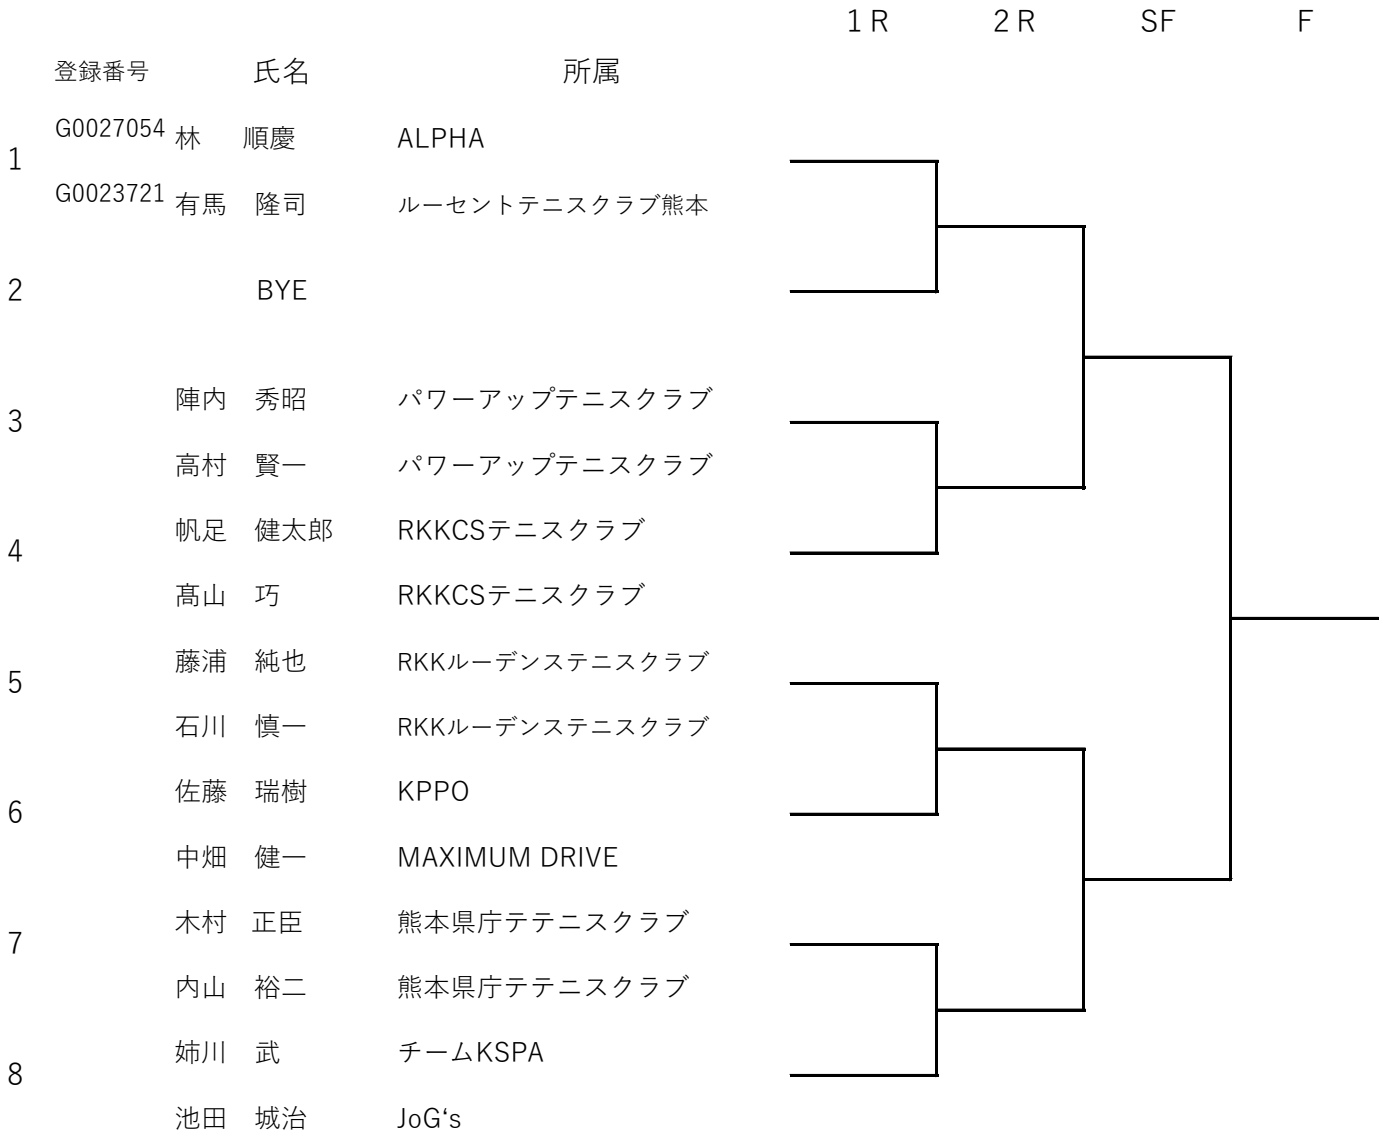 1 R 2 R SF F
登録番号 氏名 所属
G0027054 林 順慶 ALPHA
1
G0023721 有馬 隆司 ルーセントテニスクラブ熊本
2 BYE
陣内 秀昭 パワーアップテニスクラブ
3
高村 賢一 パワーアップテニスクラブ
帆足 健太郎 RKKCSテニスクラブ
4
髙山 巧 RKKCSテニスクラブ
藤浦 純也 RKKルーデンステニスクラブ
5
石川 慎一 RKKルーデンステニスクラブ
佐藤 瑞樹 KPPO
6
中畑 健一 MAXIMUM DRIVE
木村 正臣 熊本県庁テテニスクラブ
7
内山 裕二 熊本県庁テテニスクラブ
姉川 武 チームKSPA
8
池田 城治 JoG‘s